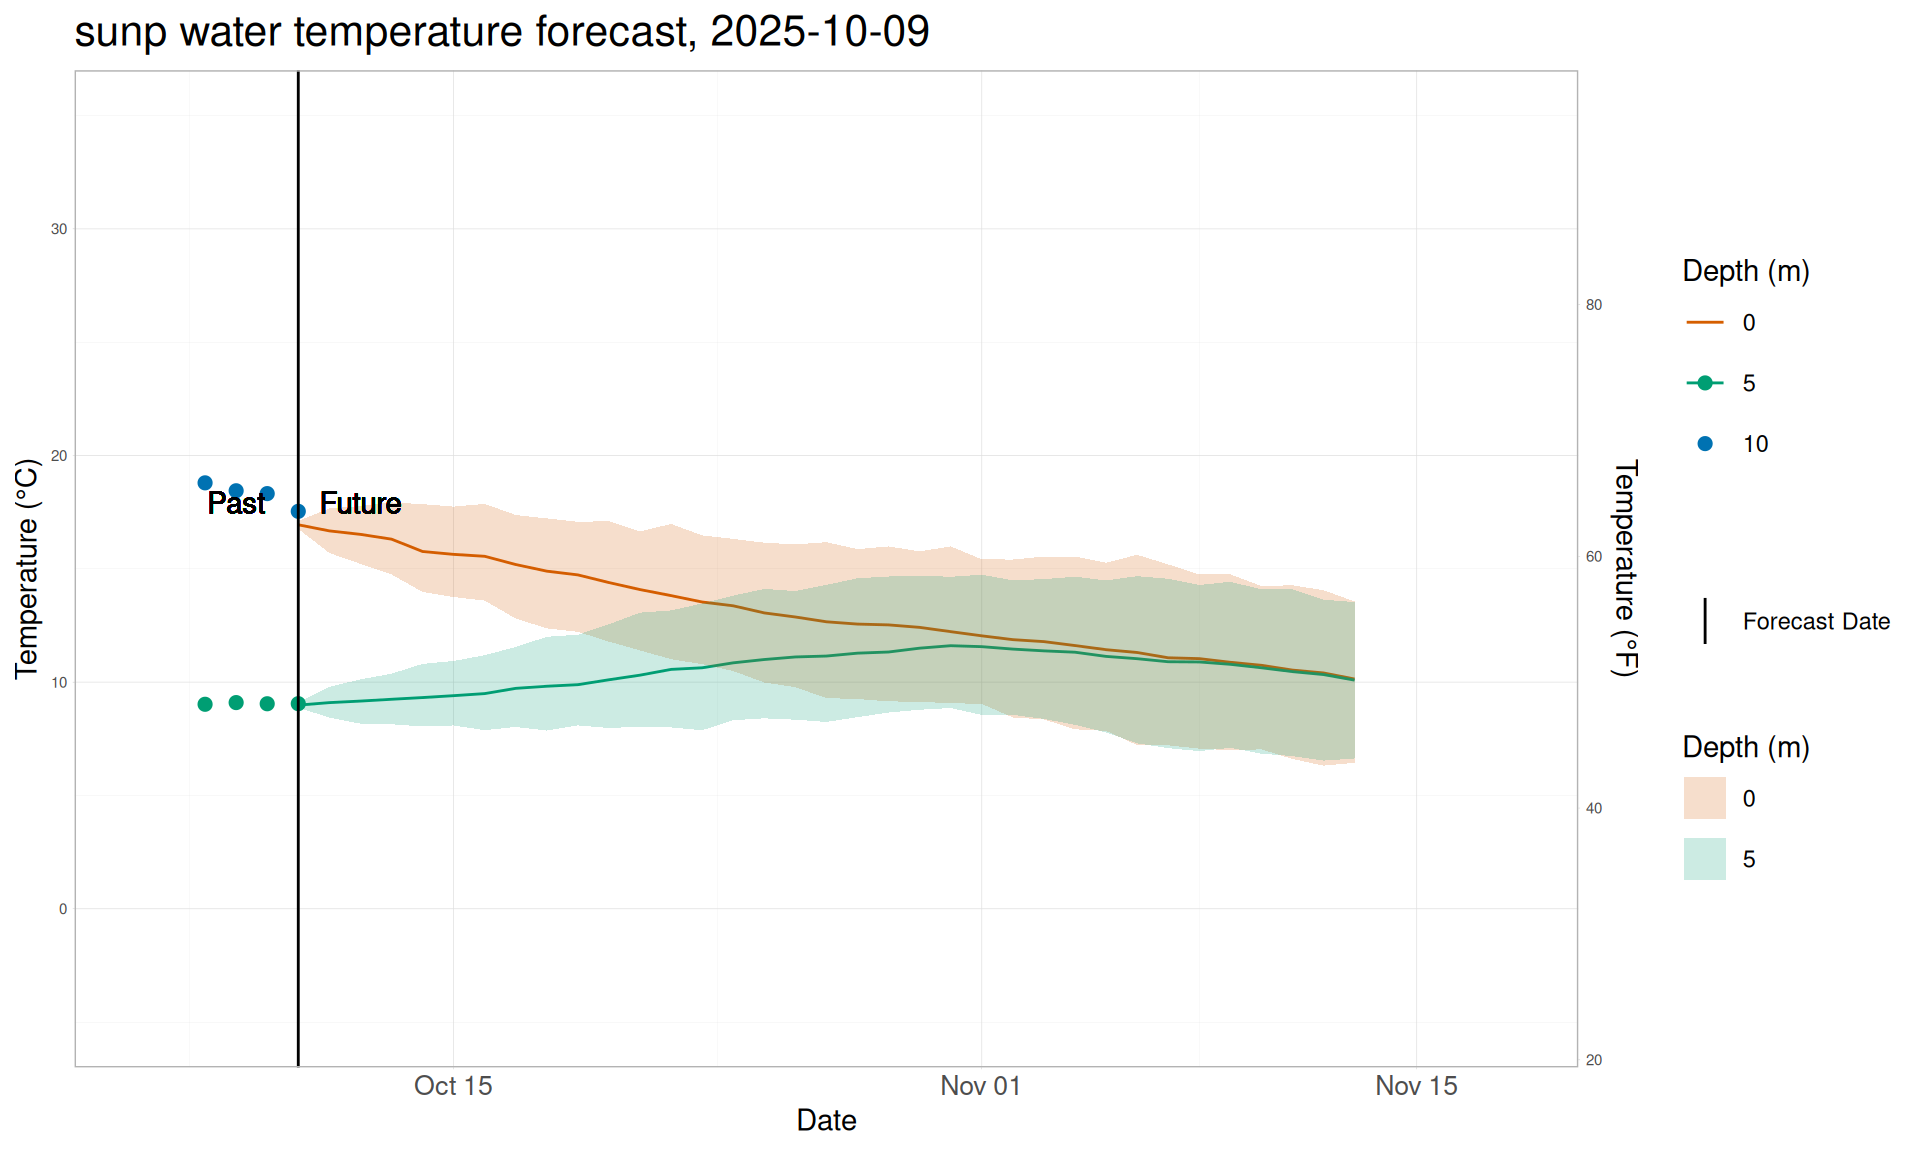 sunp water temperature forecast, 2025-10-09
Temperature (°C)
30
20
10
0
Past
Future
80
60
40
20
Temperature (°F)
Oct 15
Nov 01
Nov 15
Date
Depth (m)
0
5
10
Forecast Date
Depth (m)
0
5